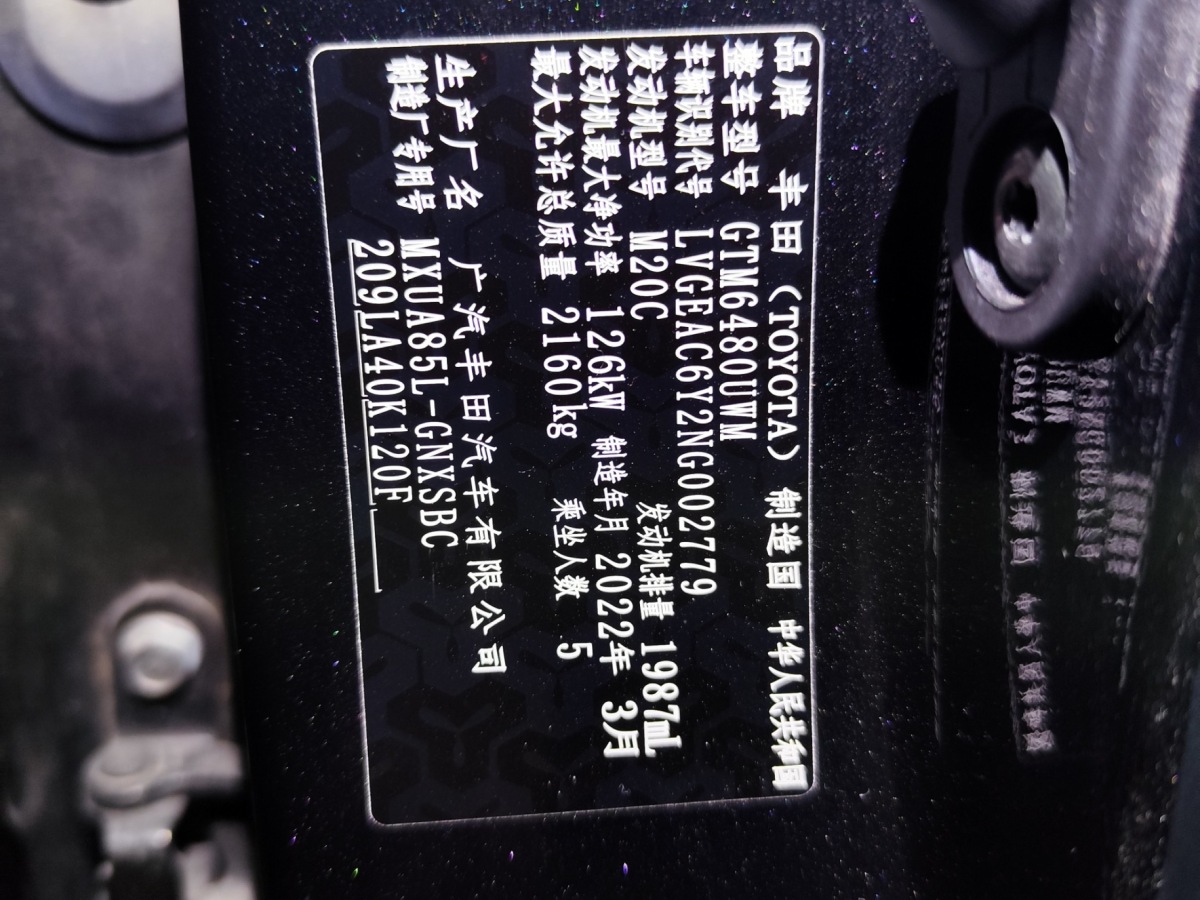 品牌 丰田（TOYOTA） 制造国 中华人民共和国
整车型号 GTM6480UWM
车辆识别代号 LVGEAC6Y2NG002779
发动机型号 M20C 发动机排量 1987mL
发动机最大净功率 126kW 制造年月 2022年 3月
最大允许总质量 2160kg 乘坐人数 5
生产厂名 广汽丰田汽车有限公司
制造厂专用号 MXUA85L-GNXSBC
209LA40K120F